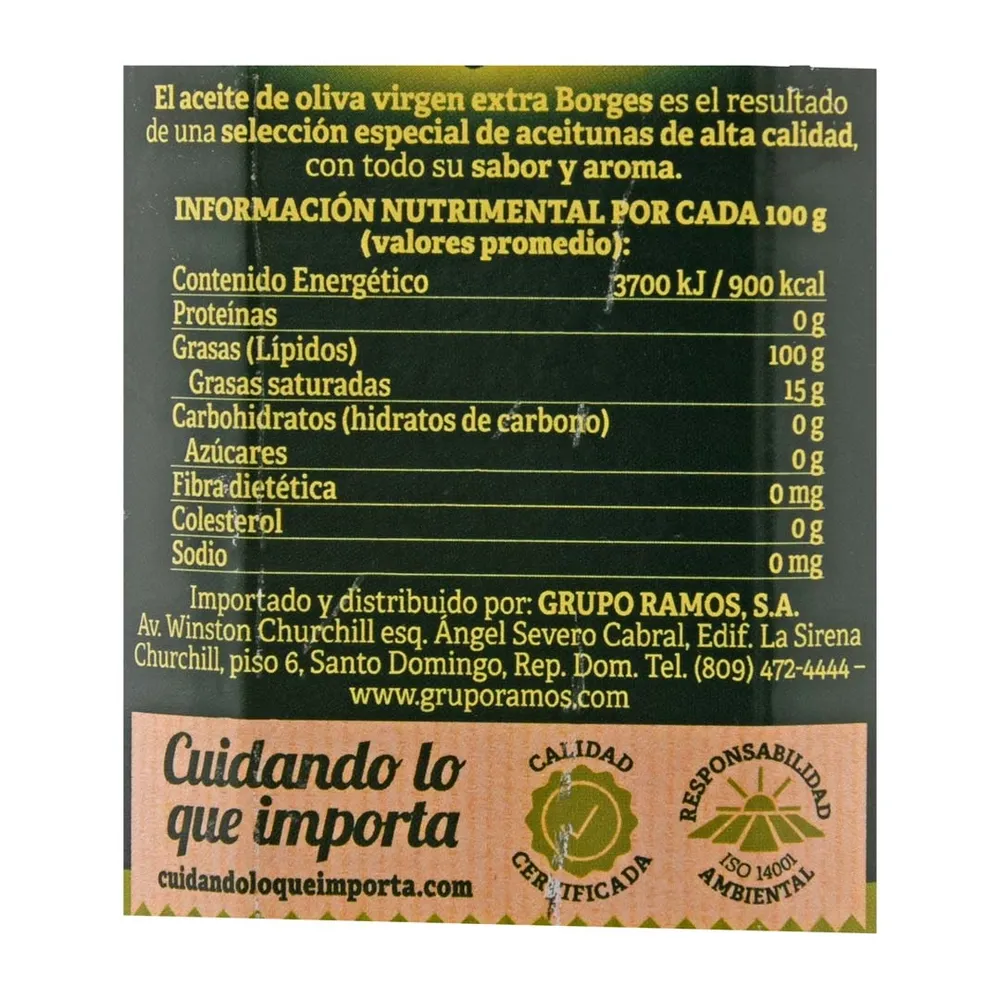 El aceite de oliva virgen extra Borges es el resultado
de una selección especial de aceitunas de alta calidad,
con todo su sabor y aroma.
INFORMACIÓN NUTRIMENTAL POR CADA 100 g
(valores promedio):
Contenido Energético 3700 kJ / 900 kcal
Proteínas 0 g
Grasas (Lípidos) 100 g
Grasas saturadas 15 g
Carbohidratos (hidratos de carbono) 0 g
Azúcares 0 g
Fibra dietética 0 mg
Colesterol 0 g
Sodio 0 mg
Importado y distribuido por: GRUPO RAMOS, S.A.
Av. Winston Churchill esq. Ángel Severo Cabral, Edif. La Sirena
Churchill, piso 6, Santo Domingo, Rep. Dom. Tel. (809) 472-4444 –
www.gruporamos.com
Cuidando lo
que importa
cuidandoloqueimporta.com
CALIDAD
CERTIFICADA
RESPONSABILIDAD
ISO 14001
AMBIENTAL